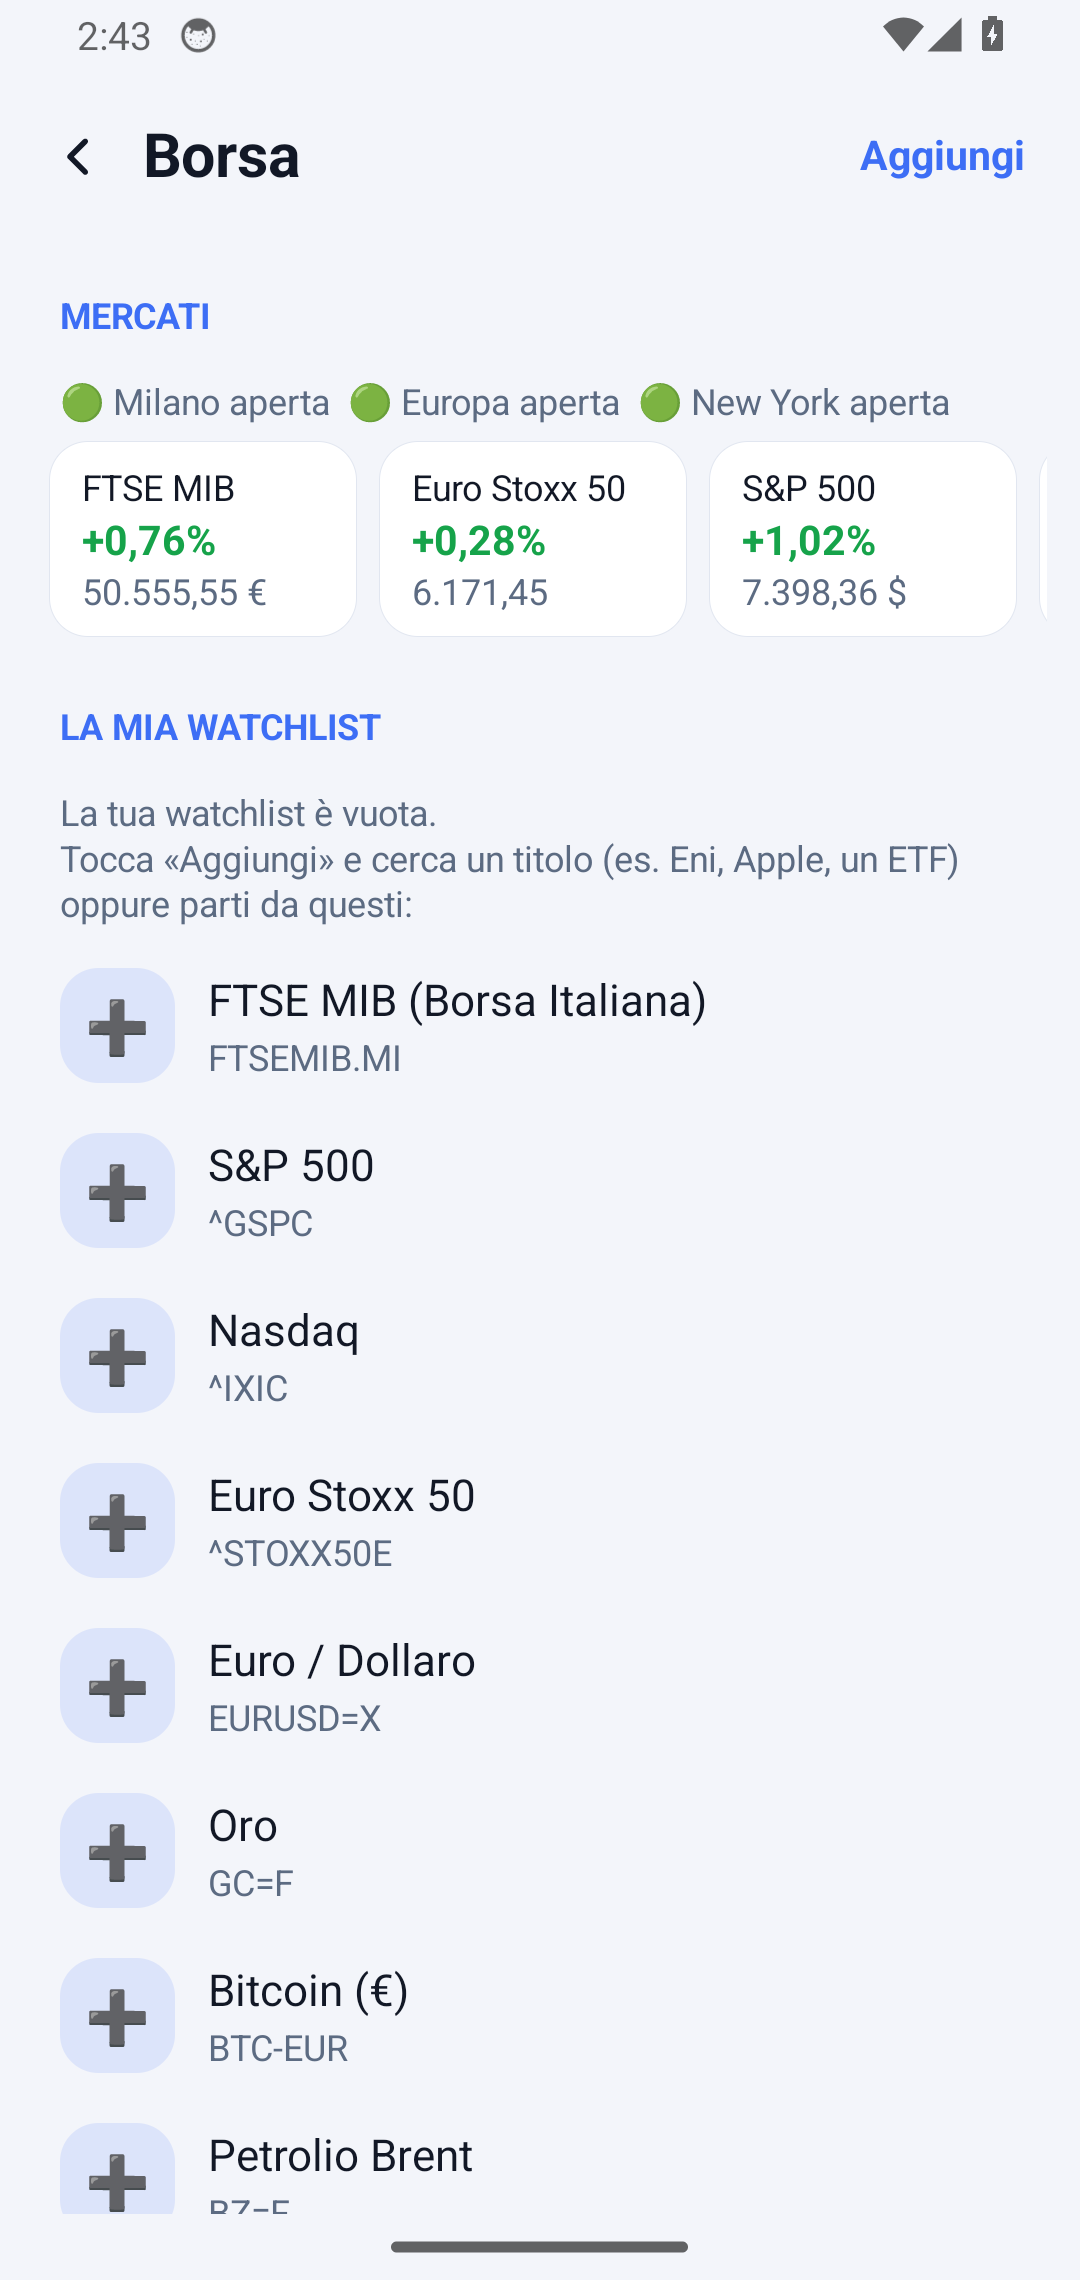 2:43
Borsa
Aggiungi
MERCATI
🟢 Milano aperta 🟢 Europa aperta 🟢 New York aperta
FTSE MIB
+0,76%
50.555,55 €
Euro Stoxx 50
+0,28%
6.171,45
S&P 500
+1,02%
7.398,36 $
LA MIA WATCHLIST
La tua watchlist è vuota.
Tocca «Aggiungi» e cerca un titolo (es. Eni, Apple, un ETF)
oppure parti da questi:
FTSE MIB (Borsa Italiana)
FTSEMIB.MI
S&P 500
^GSPC
Nasdaq
^IXIC
Euro Stoxx 50
^STOXX50E
Euro / Dollaro
EURUSD=X
Oro
GC=F
Bitcoin (€)
BTC-EUR
Petrolio Brent
BZ=F